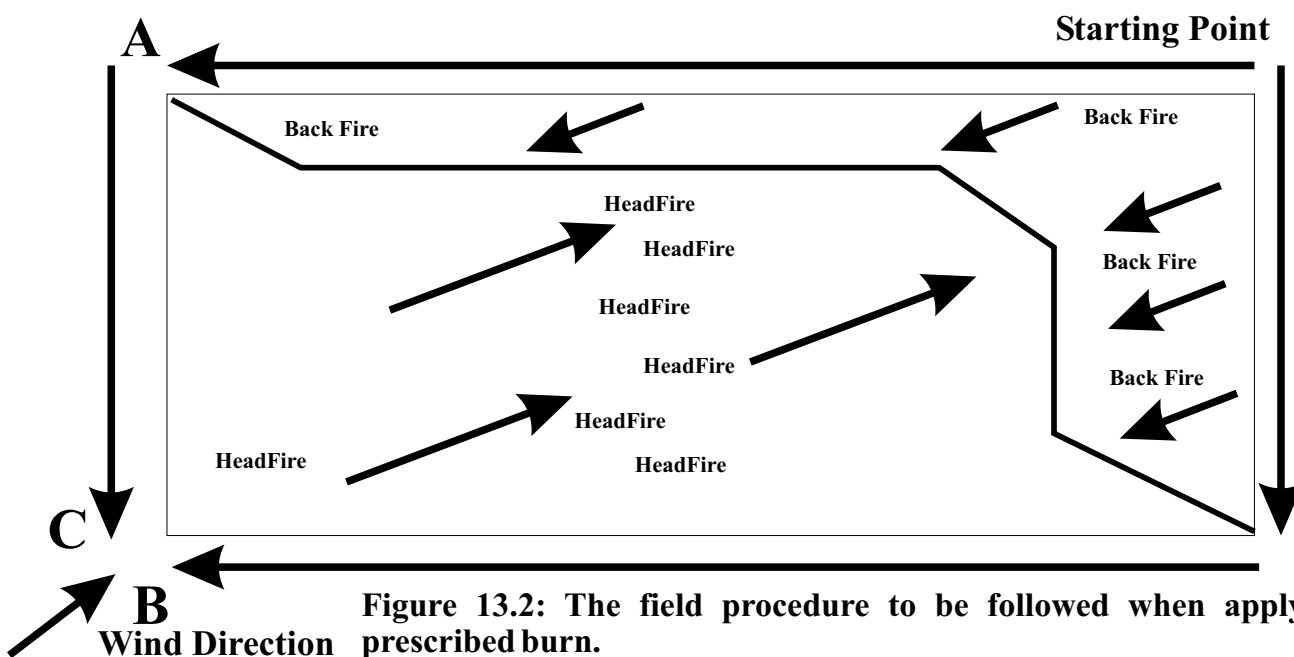 A
Starting Point
Back Fire
Back Fire
HeadFire
HeadFire
Back Fire
HeadFire
HeadFire
Back Fire
HeadFire
HeadFire
HeadFire
C
B
Wind Direction
Figure 13.2: The field procedure to be followed when apply
prescribed burn.